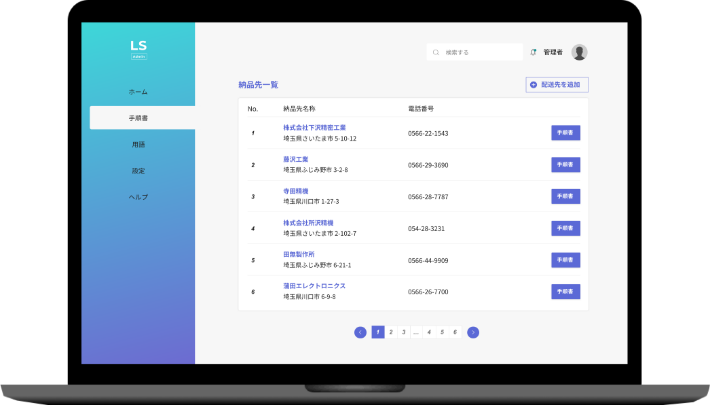 LS
ホーム
手順書
用語
設定
ヘルプ
検索する
管理者
納品先一覧
配送先を追加
No. 納品先名称 電話番号
1 株式会社下沢精密工業 0566-22-1543 手順書
埼玉県さいたま市 5-10-12
2 藤沢工業 0566-29-3690 手順書
埼玉県ふじみ野市 3-2-8
3 寺田精機 0566-28-7787 手順書
埼玉県川口市 1-27-3
4 株式会社所沢精機 054-28-3231 手順書
埼玉県さいたま市 2-102-7
5 田無製作所 0566-44-9909 手順書
埼玉県ふじみ野市 6-21-1
6 蒲田エレクトロニクス 0566-26-7700 手順書
埼玉県川口市 6-9-8
1 2 3 ... 4 5 6